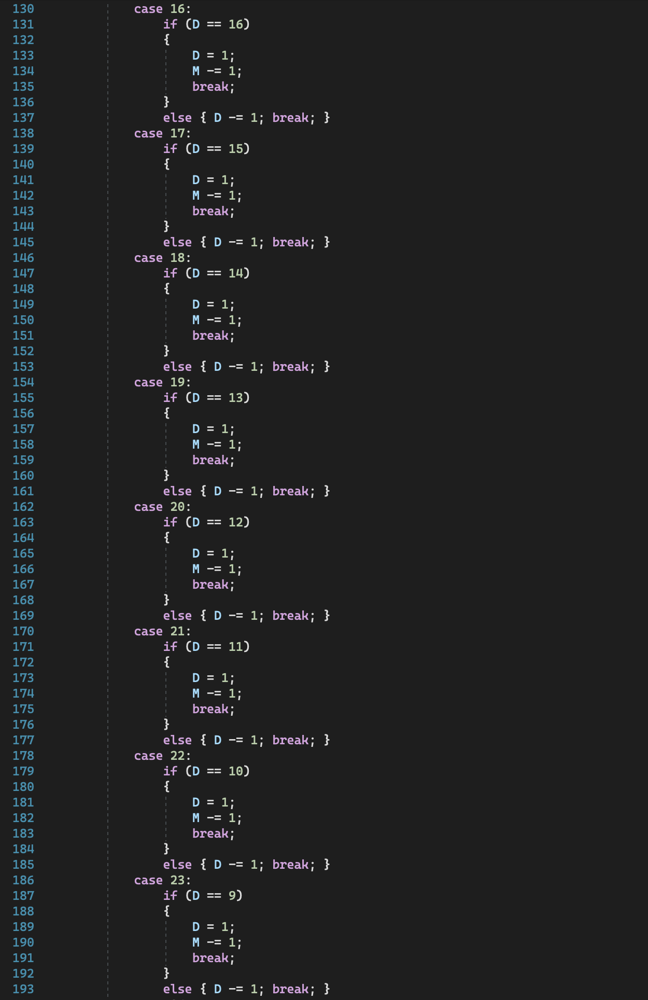 130 case 16:
131 if (D == 16)
132 {
133 D = 1;
134 M -= 1;
135 break;
136 }
137 else { D -= 1; break; }
138 case 17:
139 if (D == 15)
140 {
141 D = 1;
142 M -= 1;
143 break;
144 }
145 else { D -= 1; break; }
146 case 18:
147 if (D == 14)
148 {
149 D = 1;
150 M -= 1;
151 break;
152 }
153 else { D -= 1; break; }
154 case 19:
155 if (D == 13)
156 {
157 D = 1;
158 M -= 1;
159 break;
160 }
161 else { D -= 1; break; }
162 case 20:
163 if (D == 12)
164 {
165 D = 1;
166 M -= 1;
167 break;
168 }
169 else { D -= 1; break; }
170 case 21:
171 if (D == 11)
172 {
173 D = 1;
174 M -= 1;
175 break;
176 }
177 else { D -= 1; break; }
178 case 22:
179 if (D == 10)
180 {
181 D = 1;
182 M -= 1;
183 break;
184 }
185 else { D -= 1; break; }
186 case 23:
187 if (D == 9)
188 {
189 D = 1;
190 M -= 1;
191 break;
192 }
193 else { D -= 1; break; }